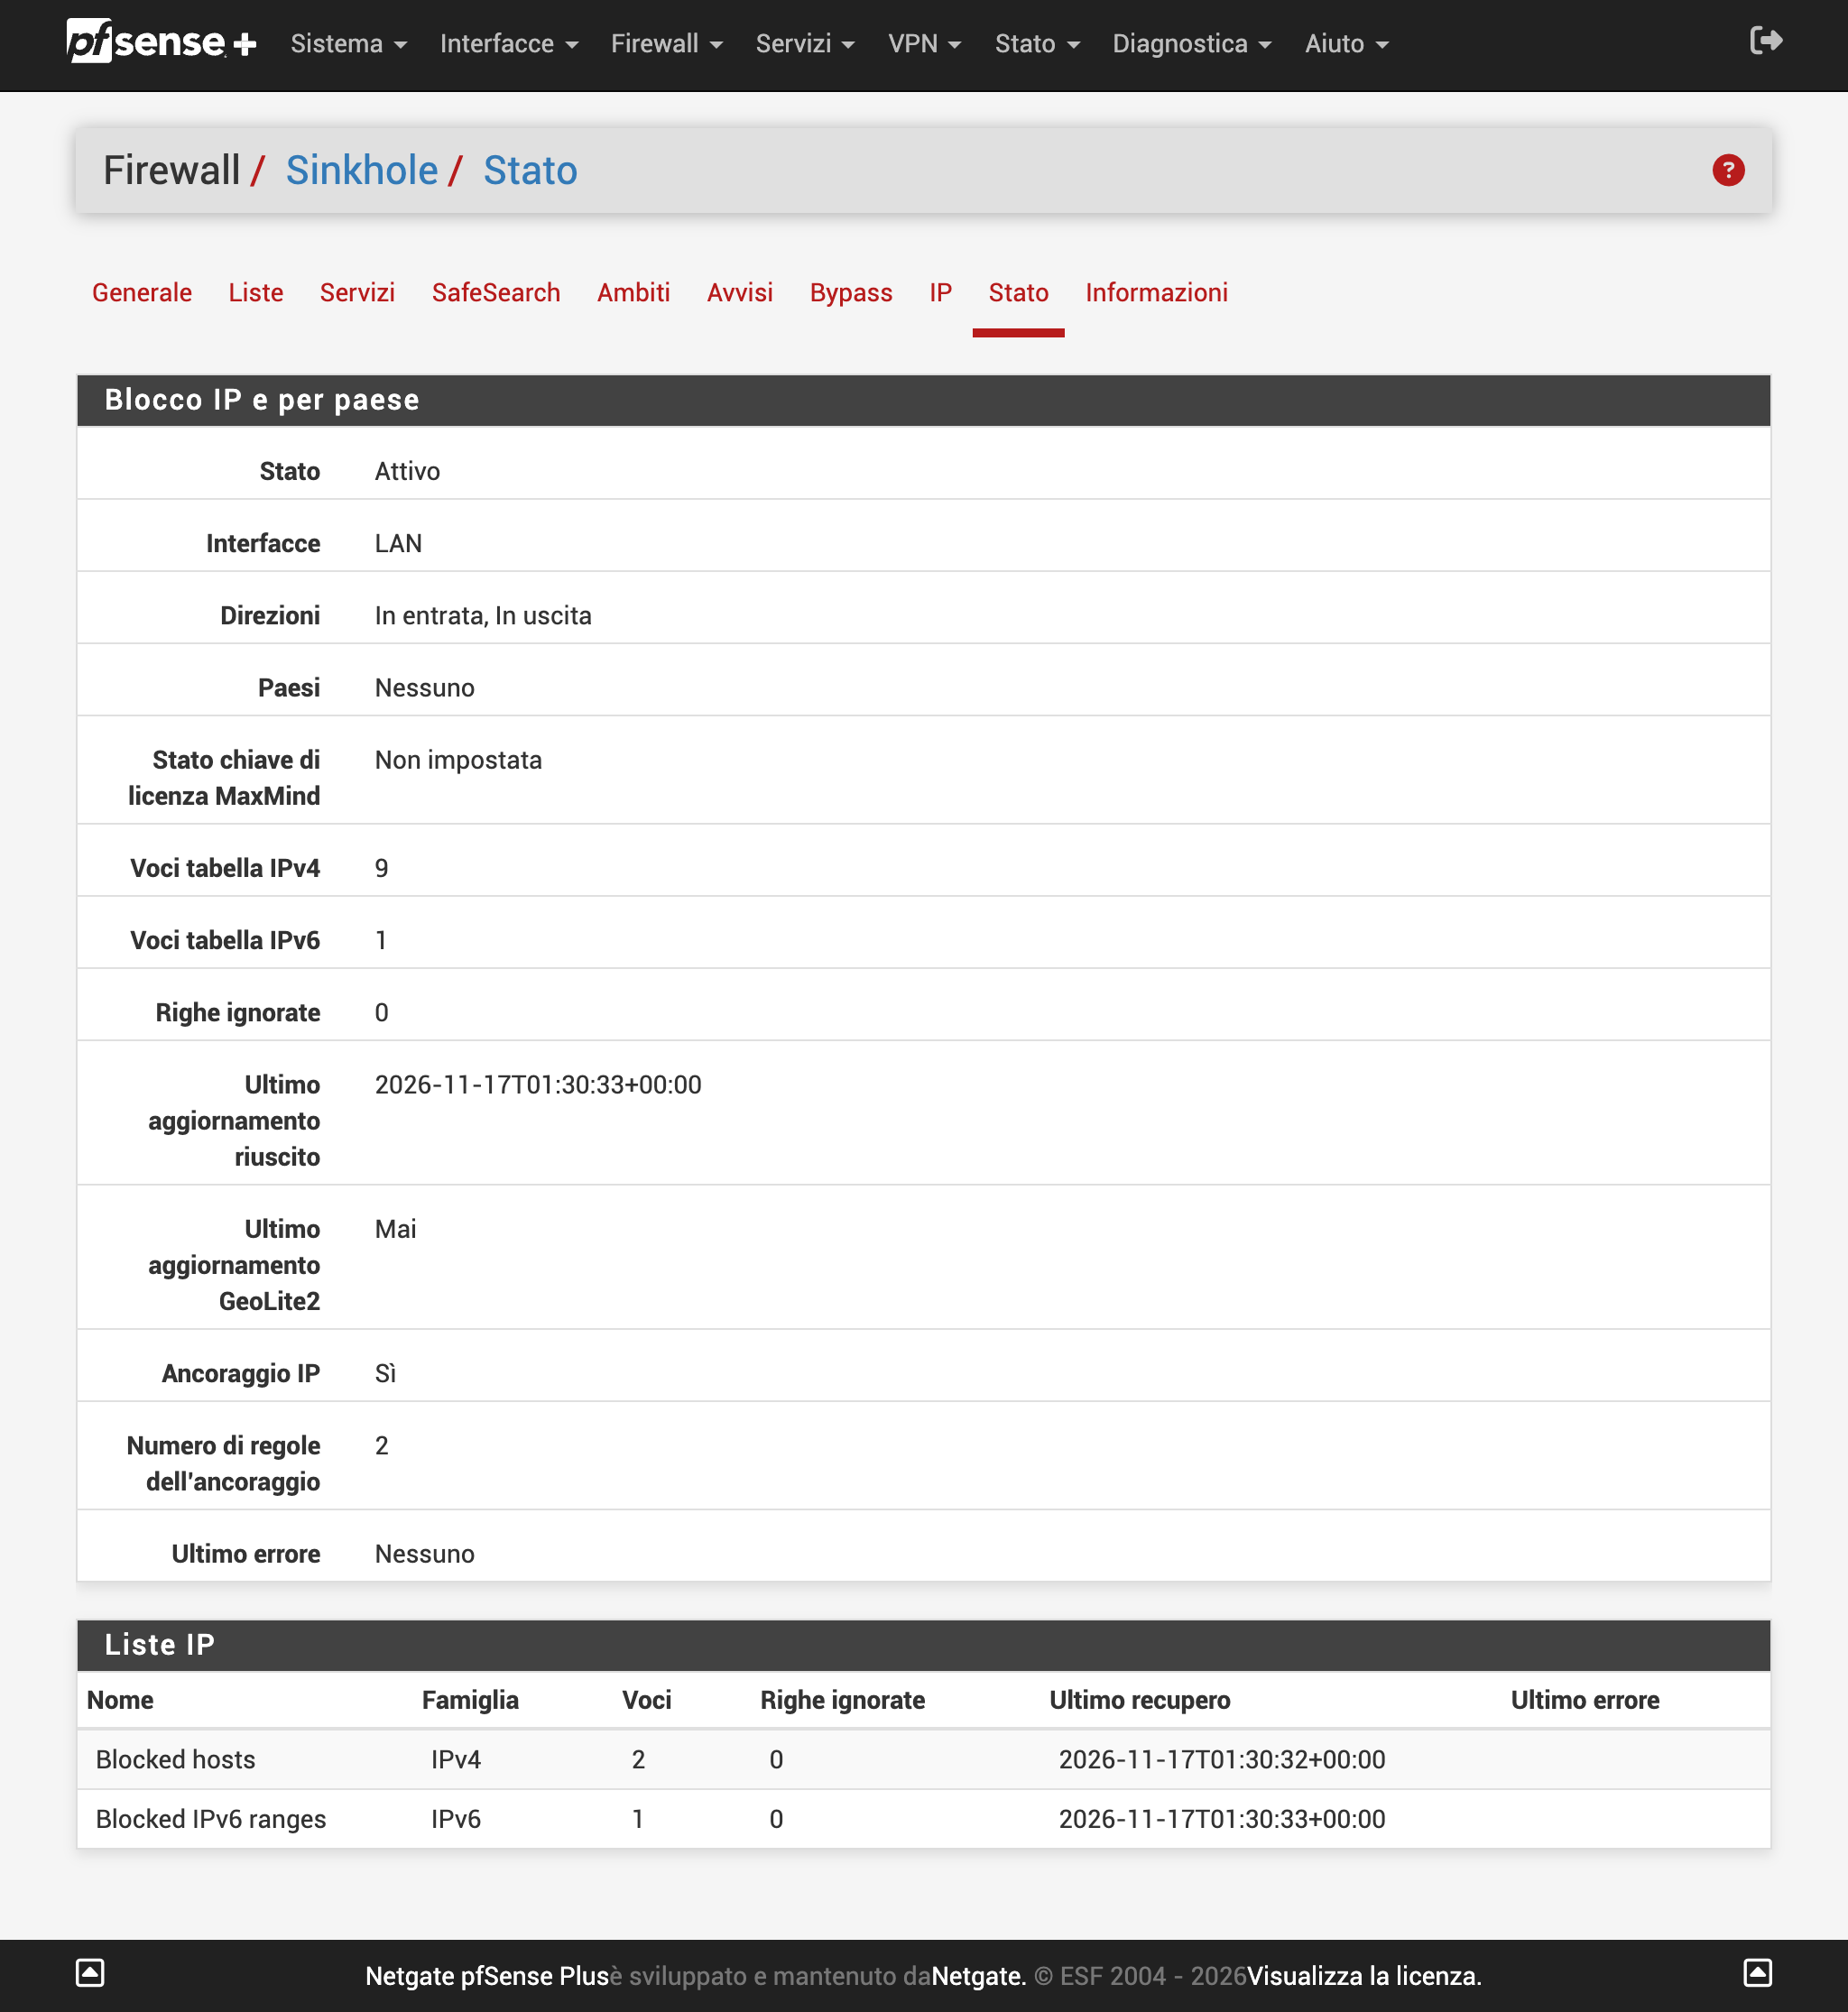 pfsense+ Sistema Interfacce Firewall Servizi VPN Stato Diagnostica Aiuto
Firewall / Sinkhole / Stato
Generale Liste Servizi SafeSearch Ambiti Avvisi Bypass IP Stato Informazioni
Blocco IP e per paese
Stato Attivo
Interfacce LAN
Direzioni In entrata, In uscita
Paesi Nessuno
Stato chiave di Non impostata
licenza MaxMind
Voci tabella IPv4 9
Voci tabella IPv6 1
Righe ignorate 0
Ultimo 2026-11-17T01:30:33+00:00
aggiornamento
riuscito
Ultimo Mai
aggiornamento
GeoLite2
Ancoraggio IP Sì
Numero di regole 2
dell'ancoraggio
Ultimo errore Nessuno
Liste IP
Nome Famiglia Voci Righe ignorate Ultimo recupero Ultimo errore
Blocked hosts IPv4 2 0 2026-11-17T01:30:32+00:00
Blocked IPv6 ranges IPv6 1 0 2026-11-17T01:30:33+00:00
Netgate pfSense Plusè sviluppato e mantenuto daNetgate. © ESF 2004 - 2026Visualizza la licenza.